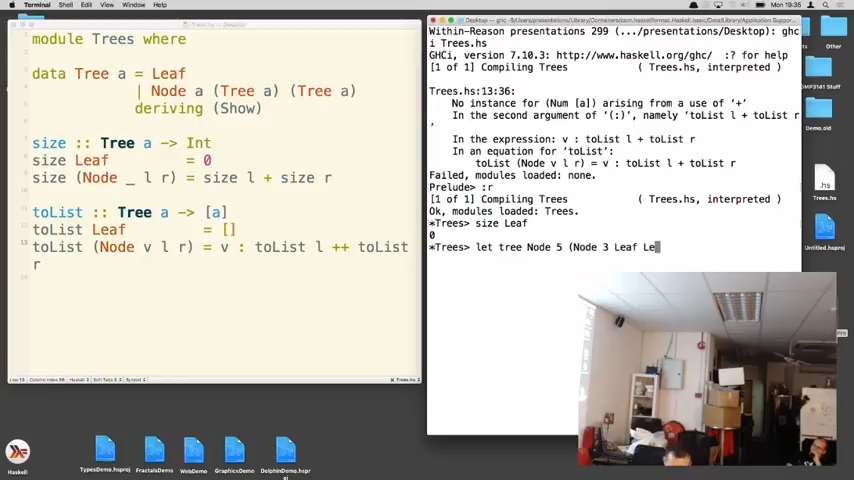 Terminal Shell Edit View Window Help
Mon 19:35
Trees.hs — Desktop
module Trees where
data Tree a = Leaf
| Node a (Tree a) (Tree a)
deriving (Show)
size :: Tree a -> Int
size Leaf = 0
size (Node _ l r) = size l + size r
toList :: Tree a -> [a]
toList Leaf = []
toList (Node v l r) = v : toList l ++ toList
r
Within-Reason presentations 299 (.../presentations/Desktop): ghc
i Trees.hs
GHCi, version 7.10.3: http://www.haskell.org/ghc/ :? for help
[1 of 1] Compiling Trees ( Trees.hs, interpreted )
Trees.hs:13:36:
No instance for (Num [a]) arising from a use of ‘+’
In the second argument of ‘(:)’, namely ‘toList l + toList r
’
In the expression: v : toList l + toList r
In an equation for ‘toList’:
toList (Node v l r) = v : toList l + toList r
Failed, modules loaded: none.
Prelude> :r
[1 of 1] Compiling Trees ( Trees.hs, interpreted )
Ok, modules loaded: Trees.
*Trees> size Leaf
0
*Trees> let tree Node 5 (Node 3 Leaf Le
Other
Demo.old
.hs
Trees.hs
Haskell
TypesDemo.hsproj
FractalsDemo
WebDemo
GraphicsDemo
DolphinDemo.hspr
oj